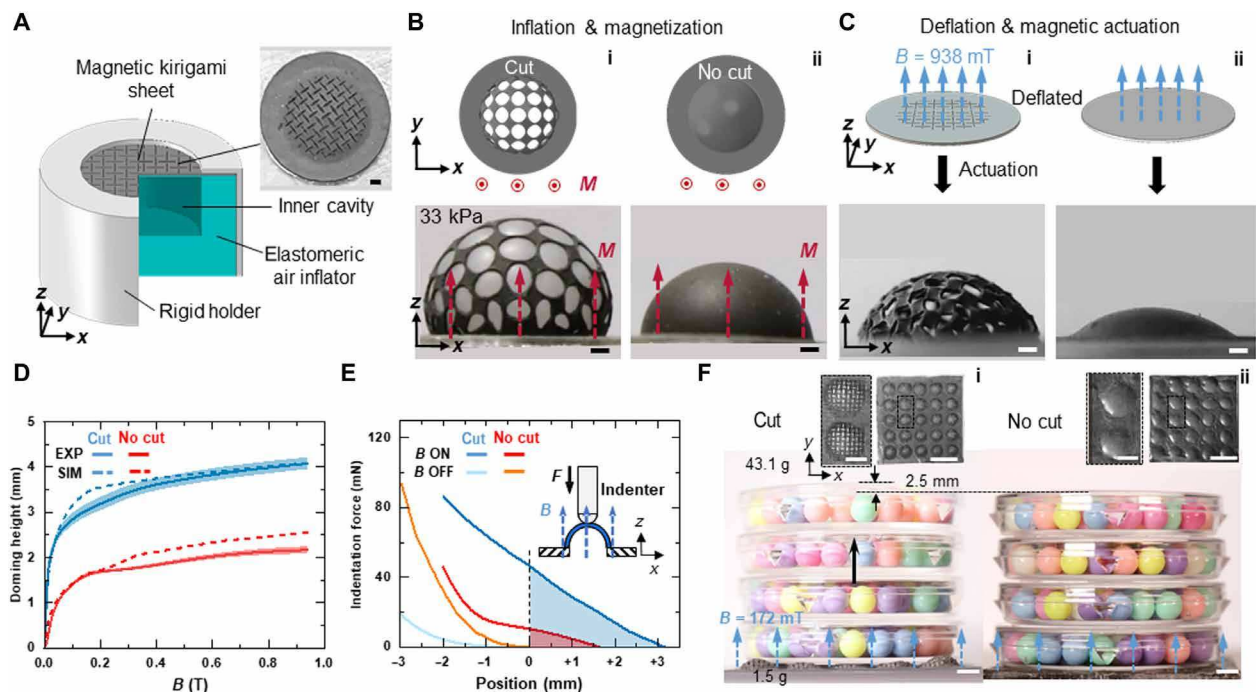 A
Magnetic kirigami
sheet
Inner cavity
Elastomeric
air inflator
Rigid holder
z
y
x
B
Inflation & magnetization
i
ii
Cut
No cut
y
x
M
33 kPa
M
M
z
x
C
Deflation & magnetic actuation
B = 938 mT
i
ii
Deflated
z
y
x
Actuation
z
x
D
5
4
3
2
1
0
Cut
No cut
EXP
SIM
Doming height (mm)
0.0
0.2
0.4
0.6
0.8
1.0
B (T)
E
120
80
40
0
Cut
No cut
B ON
B OFF
F
Indenter
B
z
x
Indentation force (mN)
−3
−2
−1
0
+1
+2
+3
Position (mm)
F
i
ii
Cut
No cut
y
x
43.1 g
2.5 mm
B = 172 mT
1.5 g